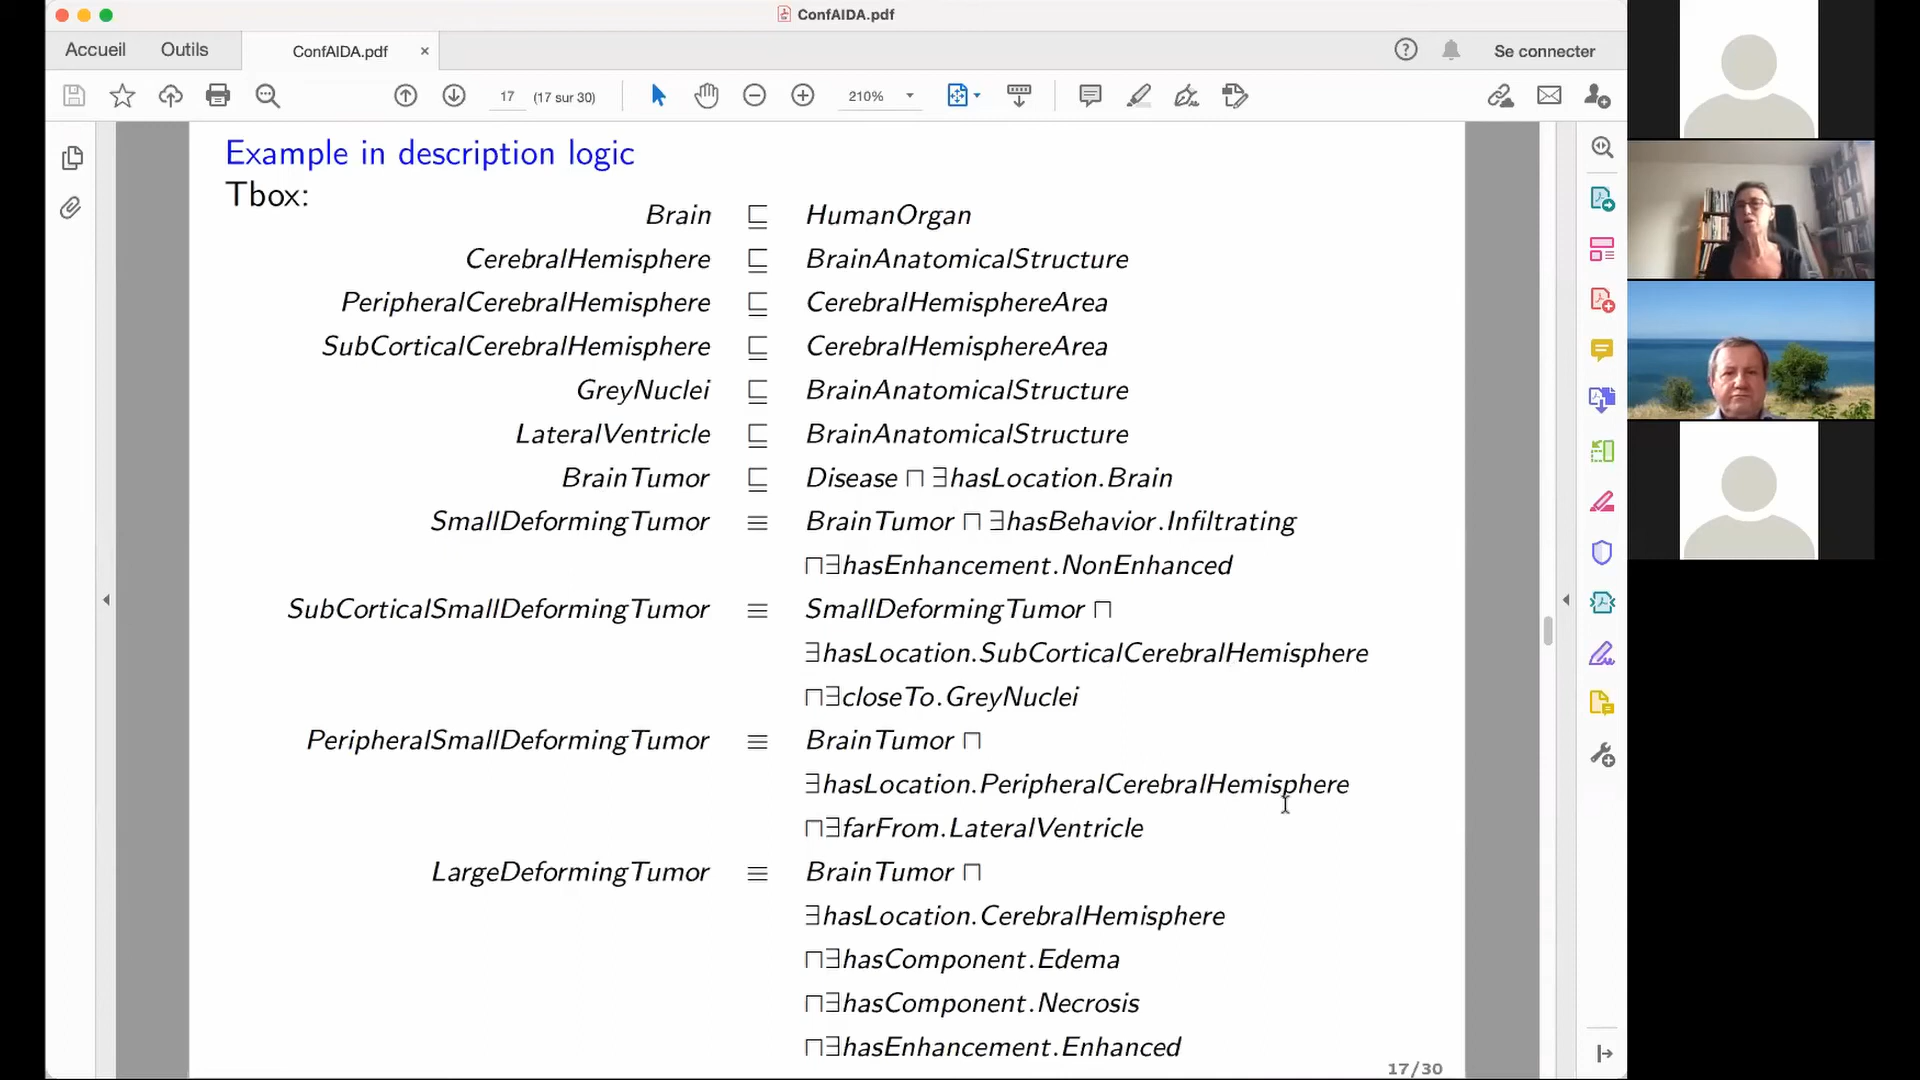 ConfAIDA.pdf
Accueil Outils ConfAIDA.pdf × Se connecter
17 (17 sur 30) 210%
Example in description logic
Tbox:
Brain ⊑ HumanOrgan
CerebralHemisphere ⊑ BrainAnatomicalStructure
PeripheralCerebralHemisphere ⊑ CerebralHemisphereArea
SubCorticalCerebralHemisphere ⊑ CerebralHemisphereArea
GreyNuclei ⊑ BrainAnatomicalStructure
LateralVentricle ⊑ BrainAnatomicalStructure
BrainTumor ⊑ Disease ⊓ ∃hasLocation.Brain
SmallDeformingTumor ≡ BrainTumor ⊓ ∃hasBehavior.Infiltrating
⊓∃hasEnhancement.NonEnhanced
SubCorticalSmallDeformingTumor ≡ SmallDeformingTumor ⊓
∃hasLocation.SubCorticalCerebralHemisphere
⊓∃closeTo.GreyNuclei
PeripheralSmallDeformingTumor ≡ BrainTumor ⊓
∃hasLocation.PeripheralCerebralHemisphere
⊓∃farFrom.LateralVentricle
LargeDeformingTumor ≡ BrainTumor ⊓
∃hasLocation.CerebralHemisphere
⊓∃hasComponent.Edema
⊓∃hasComponent.Necrosis
⊓∃hasEnhancement.Enhanced
17/30